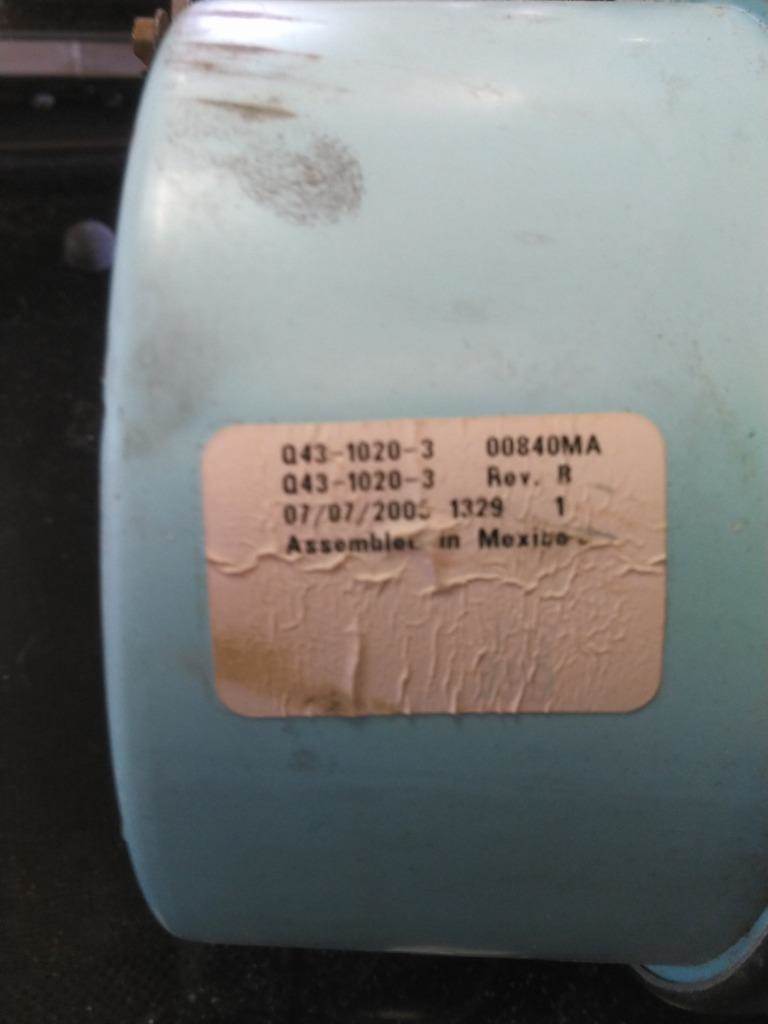 Q43-1020-3 00840MA
Q43-1020-3 Rev. R
1329 1
in